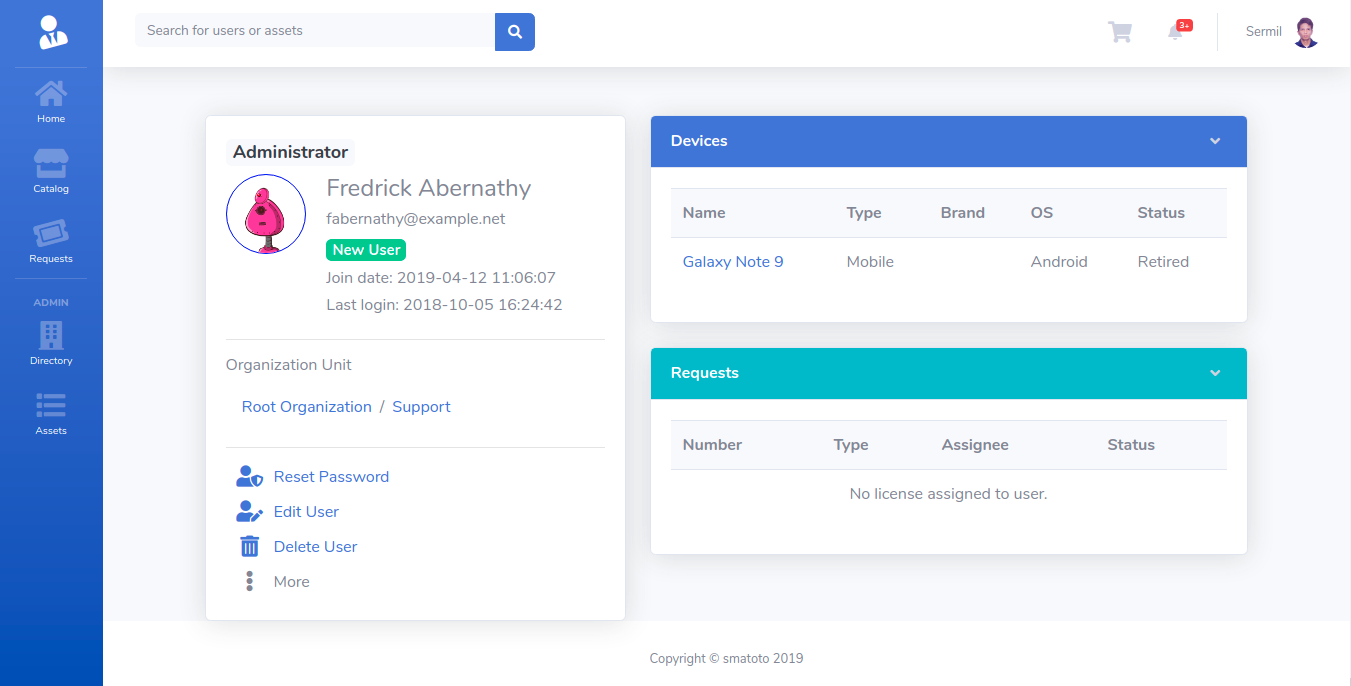 Search for users or assets
3+
Sermil
Home
Catalog
Requests
ADMIN
Directory
Assets
Administrator
Fredrick Abernathy
fabernathy@example.net
New User
Join date: 2019-04-12 11:06:07
Last login: 2018-10-05 16:24:42
Organization Unit
Root Organization / Support
Reset Password
Edit User
Delete User
More
Devices
Name Type Brand OS Status
Galaxy Note 9 Mobile Android Retired
Requests
Number Type Assignee Status
No license assigned to user.
Copyright © smatoto 2019